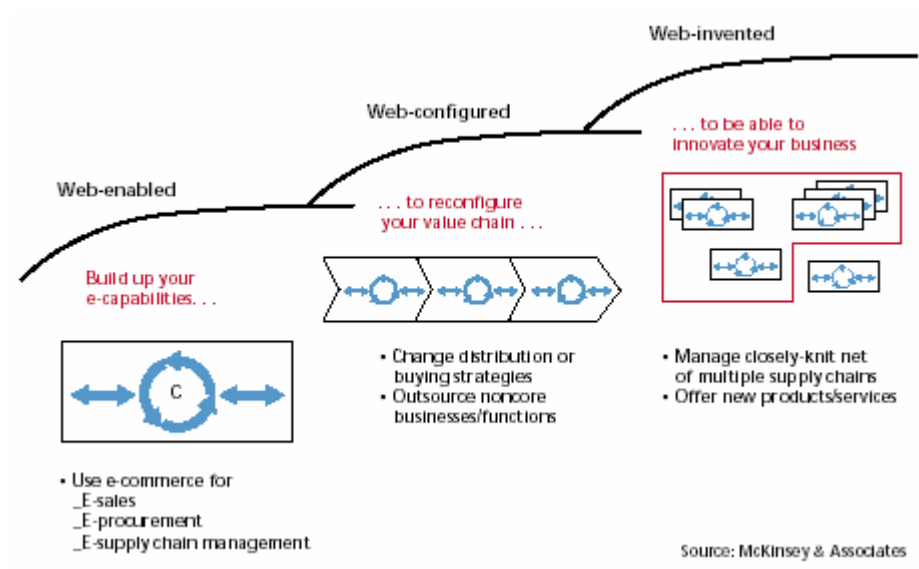 Web-invented
Web-configured
. . . to be able to
innovate your business
Web-enabled
. . . to reconfigure
your value chain . . .
Build up your
e-capabilities. . .
C
• Change distribution or
buying strategies
• Outsource noncore
businesses/functions
• Manage closely-knit net
of multiple supply chains
• Offer new products/services
• Use e-commerce for
_E-sales
_E-procurement
_E-supply chain management
Source: McKinsey & Associates